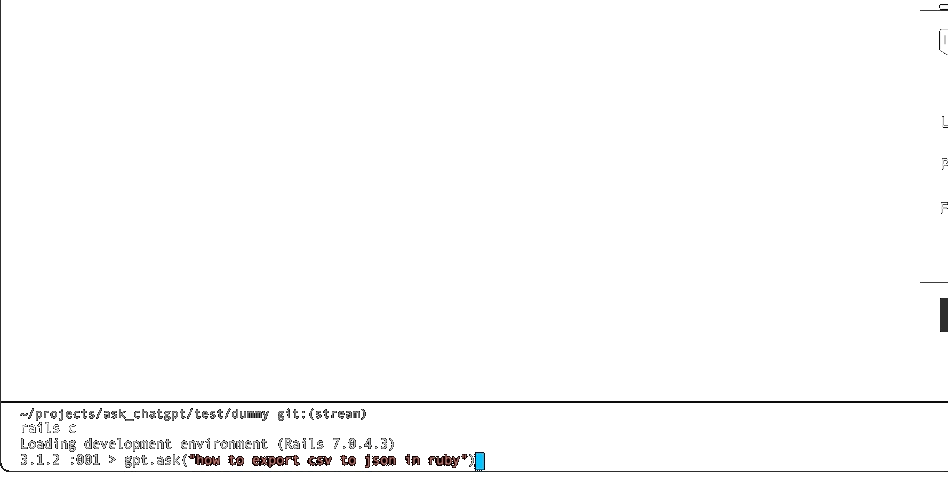 ~/projects/ask_chatgpt/test/dummy git:(stream)
rails c
Loading development environment (Rails 7.0.4.3)
3.1.2 :001 > gpt.ask("how to export csv to json in ruby")